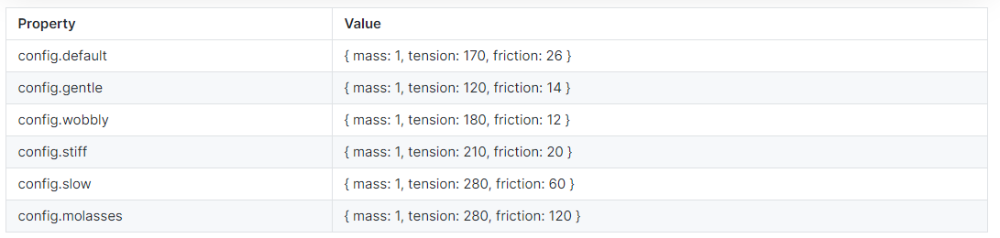 Property Value
config.default { mass: 1, tension: 170, friction: 26 }
config.gentle { mass: 1, tension: 120, friction: 14 }
config.wobbly { mass: 1, tension: 180, friction: 12 }
config.stiff { mass: 1, tension: 210, friction: 20 }
config.slow { mass: 1, tension: 280, friction: 60 }
config.molasses { mass: 1, tension: 280, friction: 120 }